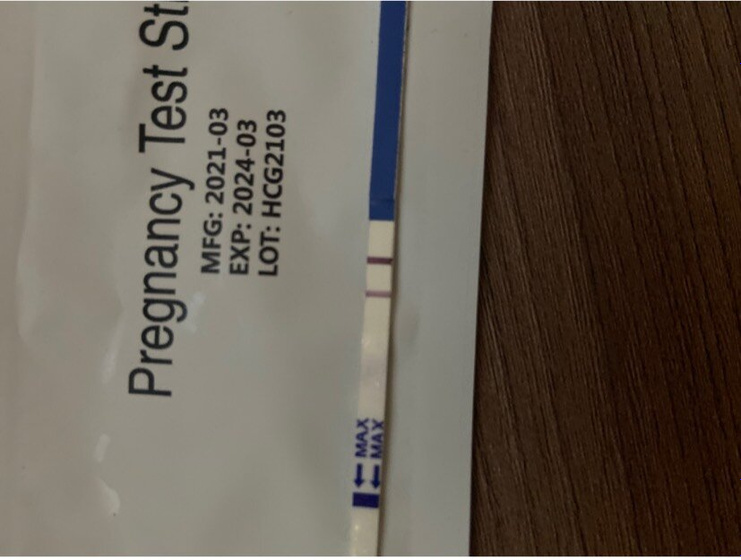 Pregnancy Test St
MFG: 2021-03
EXP: 2024-03
LOT: HCG2103
← MAX
← MAX